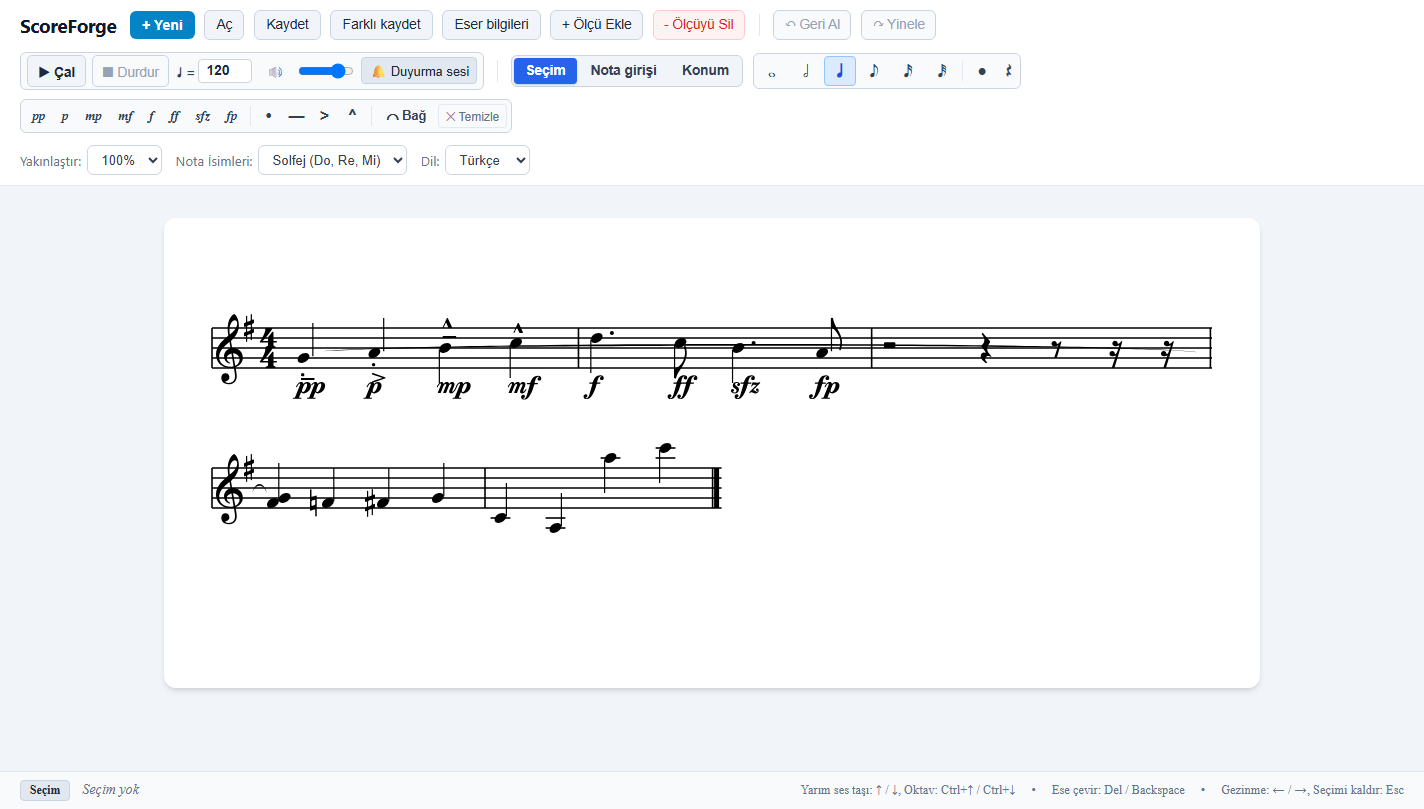 ScoreForge + Yeni Aç Kaydet Farklı kaydet Eser bilgileri + Ölçü Ekle - Ölçüyü Sil ↶ Geri Al ↷ Yinele
▶ Çal ■ Durdur ♩ = 120 🔊 🔔 Duyurma sesi Seçim Nota girişi Konum
pp p mp mf f ff sfz fp • — > ^ Bağ × Temizle
Yakınlaştır: 100% Nota İsimleri: Solfej (Do, Re, Mi) Dil: Türkçe
4
4
pp p mp mf f ff sfz fp
Seçim Seçim yok Yarım ses taşı: ↑ / ↓, Oktav: Ctrl+↑ / Ctrl+↓ • Ese çevir: Del / Backspace • Gezinme: ← / →, Seçimi kaldır: Esc